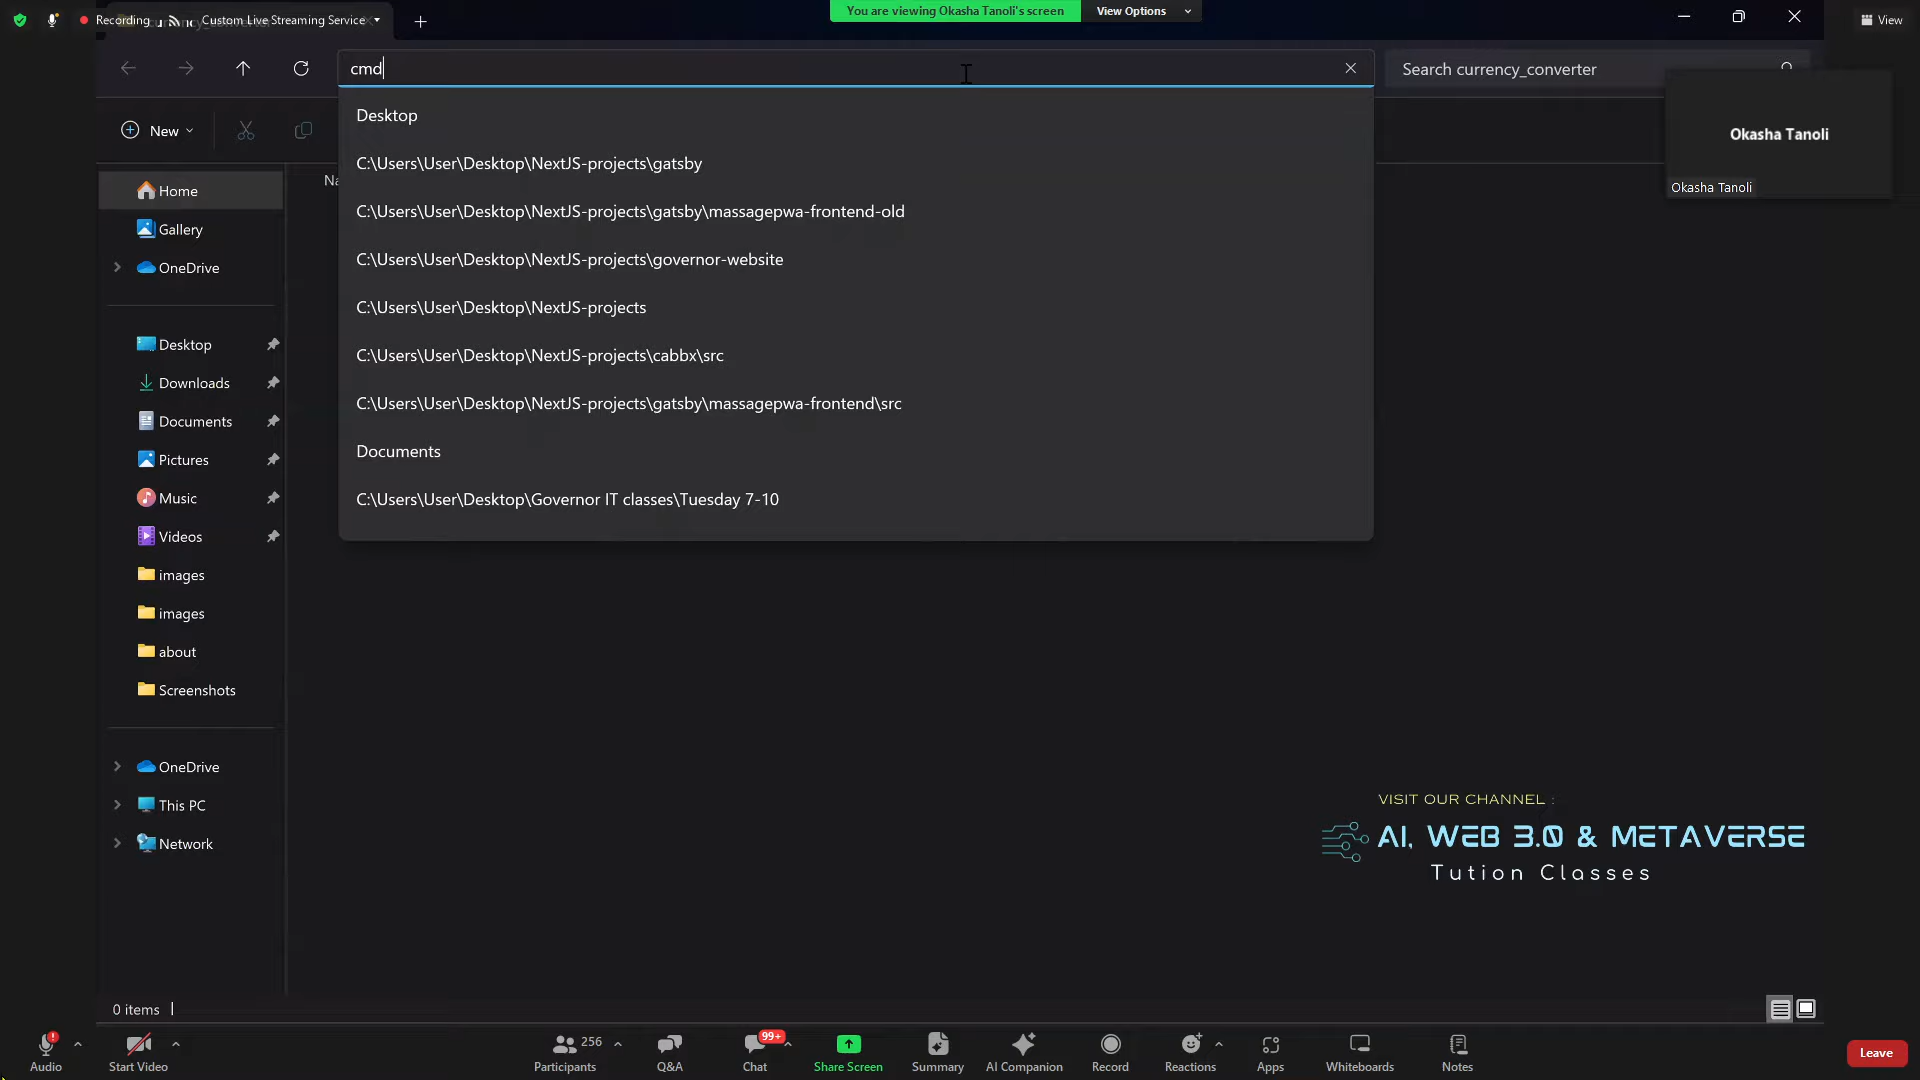 Recording
Custom Live Streaming Service
You are viewing Okasha Tanoli's screen
View Options
View
cmd
Search currency_converter
New
Okasha Tanoli
Okasha Tanoli
Desktop
C:\Users\User\Desktop\NextJS-projects\gatsby
C:\Users\User\Desktop\NextJS-projects\gatsby\massagepwa-frontend-old
C:\Users\User\Desktop\NextJS-projects\governor-website
C:\Users\User\Desktop\NextJS-projects
C:\Users\User\Desktop\NextJS-projects\cabbx\src
C:\Users\User\Desktop\NextJS-projects\gatsby\massagepwa-frontend\src
Documents
C:\Users\User\Desktop\Governor IT classes\Tuesday 7-10
Home
Gallery
OneDrive
Desktop
Downloads
Documents
Pictures
Music
Videos
images
images
about
Screenshots
OneDrive
This PC
Network
VISIT OUR CHANNEL :
AI, WEB 3.0 & METAVERSE
Tution Classes
0 items
Audio
Start Video
256
Participants
Q&A
99+
Chat
Share Screen
Summary
AI Companion
Record
Reactions
Apps
Whiteboards
Notes
Leave